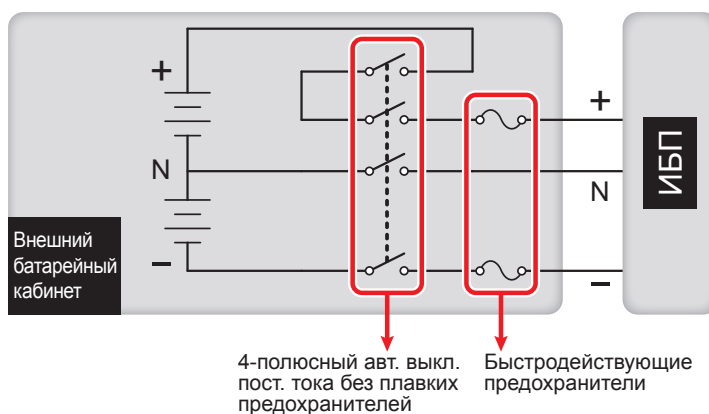 +
N
−
Внешний
батарейный
кабинет
+
N
−
ИБП
4-полюсный авт. выкл.
пост. тока без плавких
предохранителей
Быстродействующие
предохранители